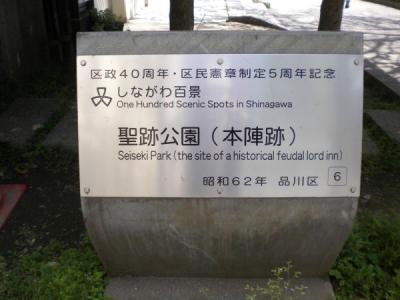 区政40周年・区民憲章制定5周年記念
しながわ百景
One Hundred Scenic Spots in Shinagawa
聖跡公園(本陣跡)
Seiseki Park (the site of a historical feudal lord inn)
昭和62年 品川区 6